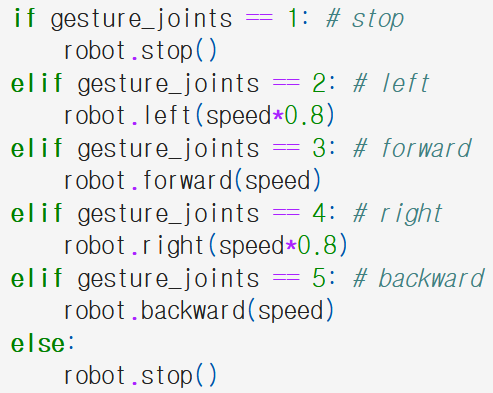 if gesture_joints == 1: # stop
    robot.stop()
elif gesture_joints == 2: # left
    robot.left(speed*0.8)
elif gesture_joints == 3: # forward
    robot.forward(speed)
elif gesture_joints == 4: # right
    robot.right(speed*0.8)
elif gesture_joints == 5: # backward
    robot.backward(speed)
else:
    robot.stop()